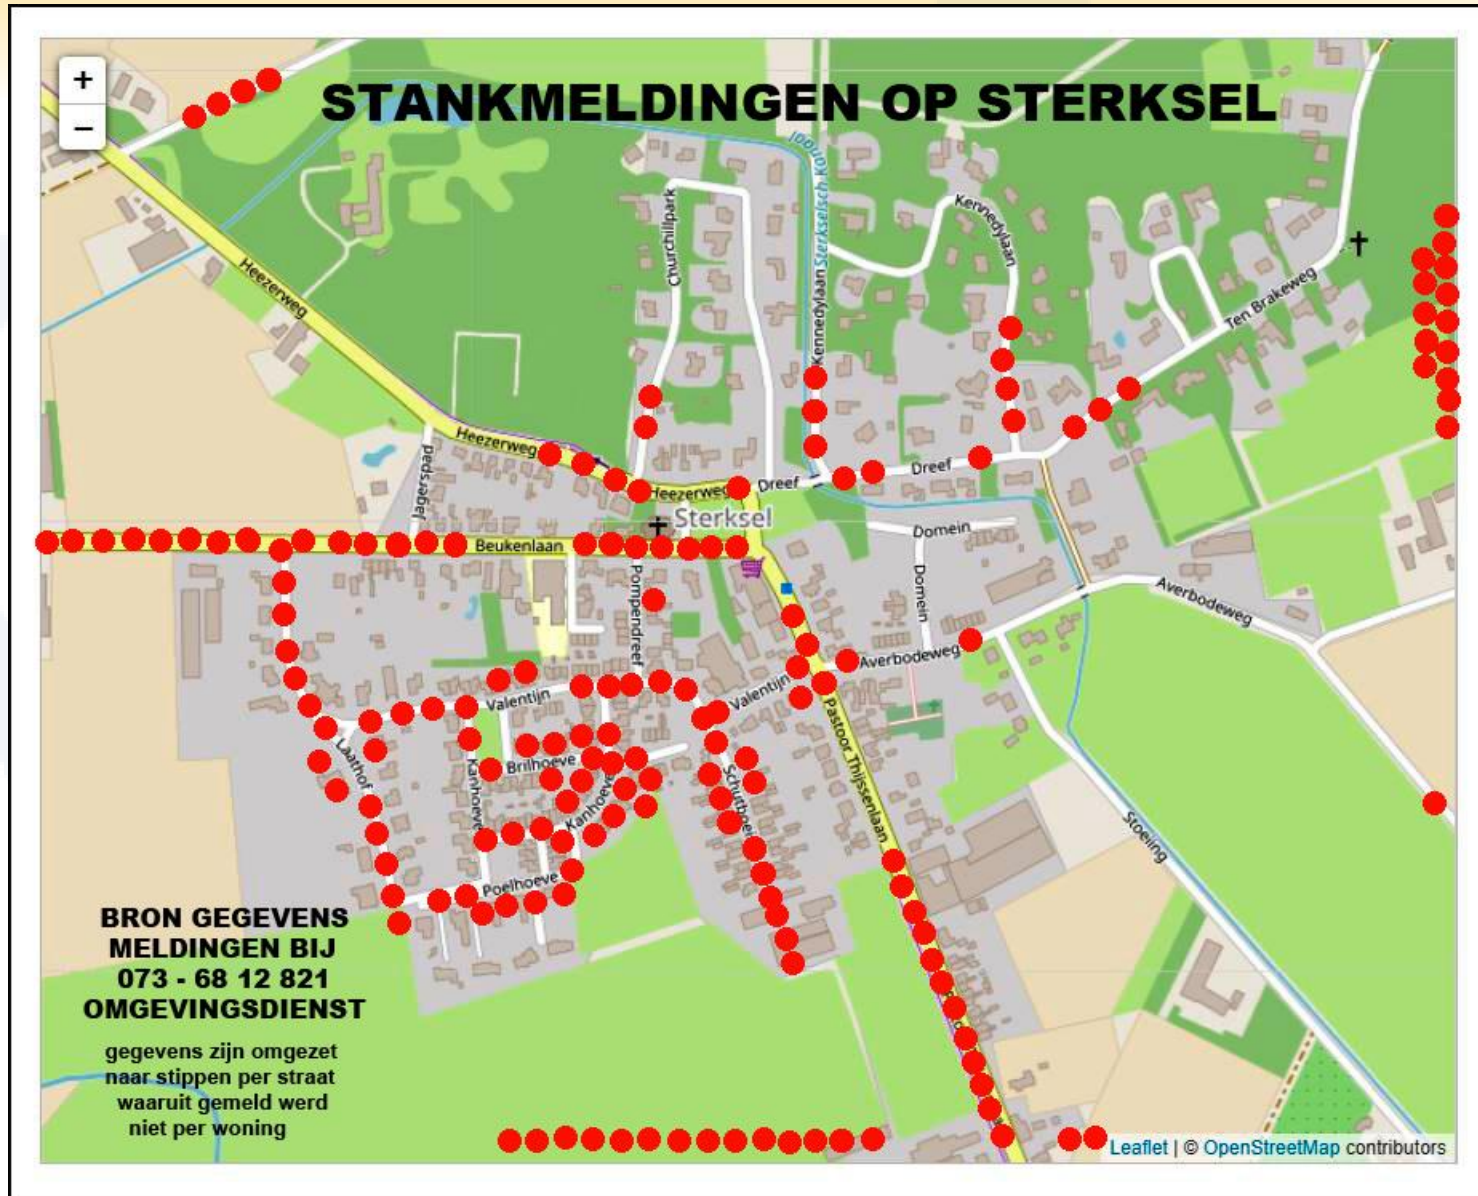 +
−
STANKMELDINGEN OP STERKSEL
Sterkselsch Kanaal
Churchillpark
Kennedylaan
Kennedylaan
Heezerweg
Ten Brakeweg
Heezerweg
Jagerspad
Heezerweg
Dreef
Dreef
Sterksel
Beukenlaan
Domein
Pompendreef
Domein
Averbodeweg
Averbodeweg
Valentijn
Valentijn
Laathof
Brilhoeve
Kanhoeve
Kanhoeve
Pastoor Thijssenlaan
Stoeiing
Poelhoeve
BRON GEGEVENS
MELDINGEN BIJ
073 - 68 12 821
OMGEVINGSDIENST
gegevens zijn omgezet
naar stippen per straat
waaruit gemeld werd
niet per woning
Leaflet | © OpenStreetMap contributors